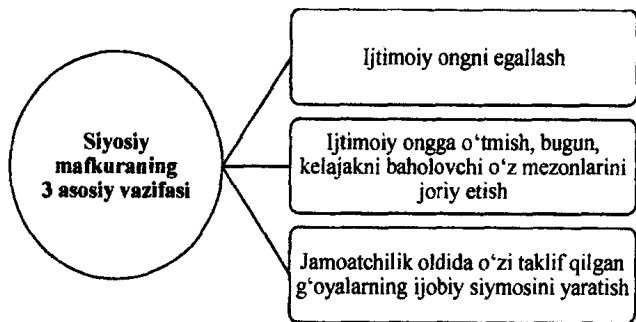 Siyosiy
mafkuraning
3 asosiy vazifasi
Ijtimoiy ongni egallash
Ijtimoiy ongga o‘tmish, bugun,
kelajakni baholovchi o‘z mezonlarini
joriy etish
Jamoatchilik oldida o‘zi taklif qilgan
g‘oyalarning ijobiy siymosini yaratish